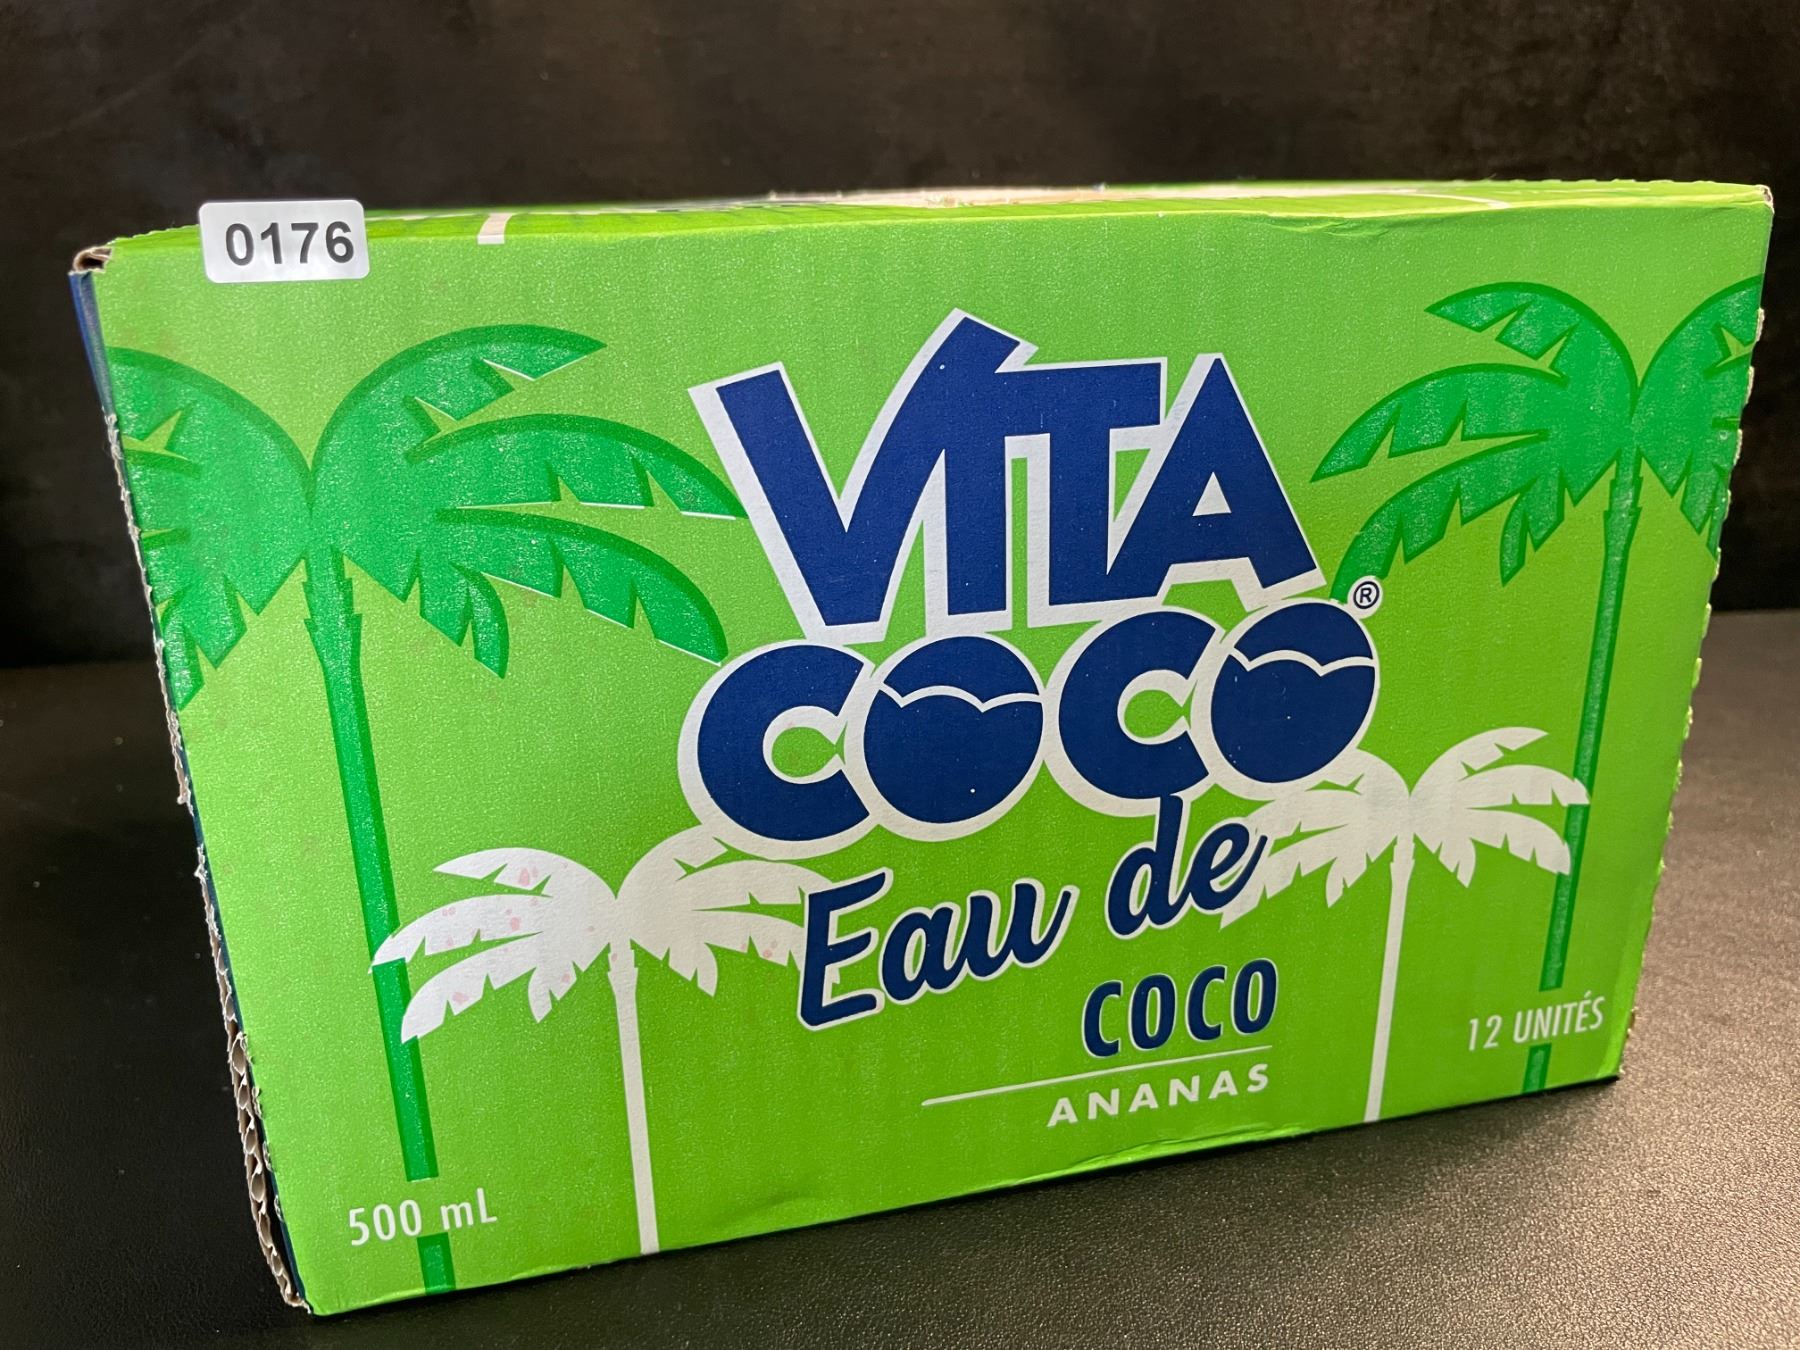 0176
VITA
COCO®
Eau de
COCO
ANANAS
12 UNITÉS
500 mL